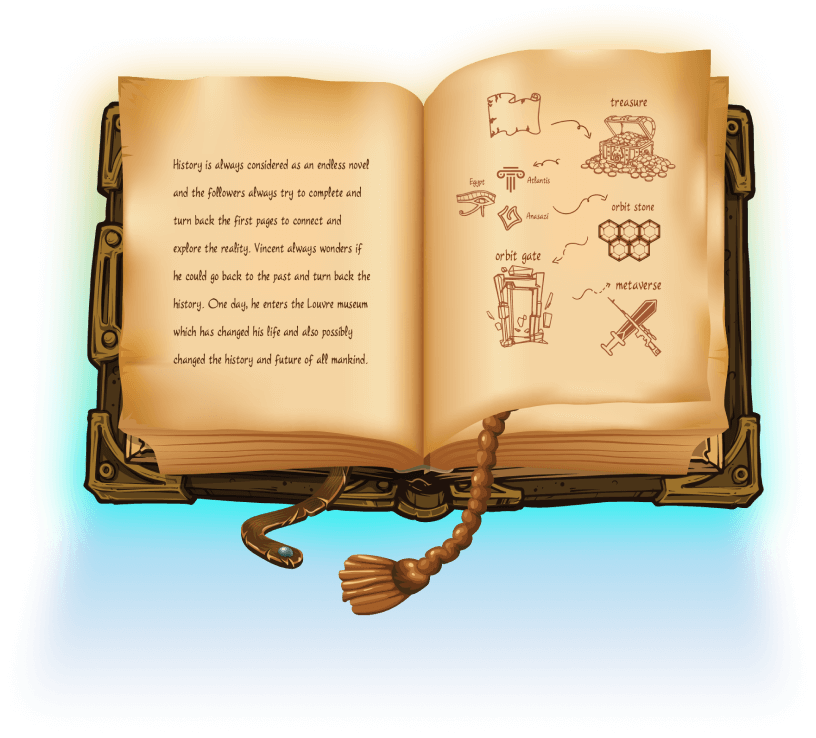 History is always considered as an endless novel
and the followers always try to complete and
turn back the first pages to connect and
explore the reality. Vincent always wonders if
he could go back to the past and turn back the
history. One day, he enters the Louvre museum
which has changed his life and also possibly
changed the history and future of all mankind.
treasure
Egypt
Atlantis
Anasazi
orbit stone
orbit gate
metaverse